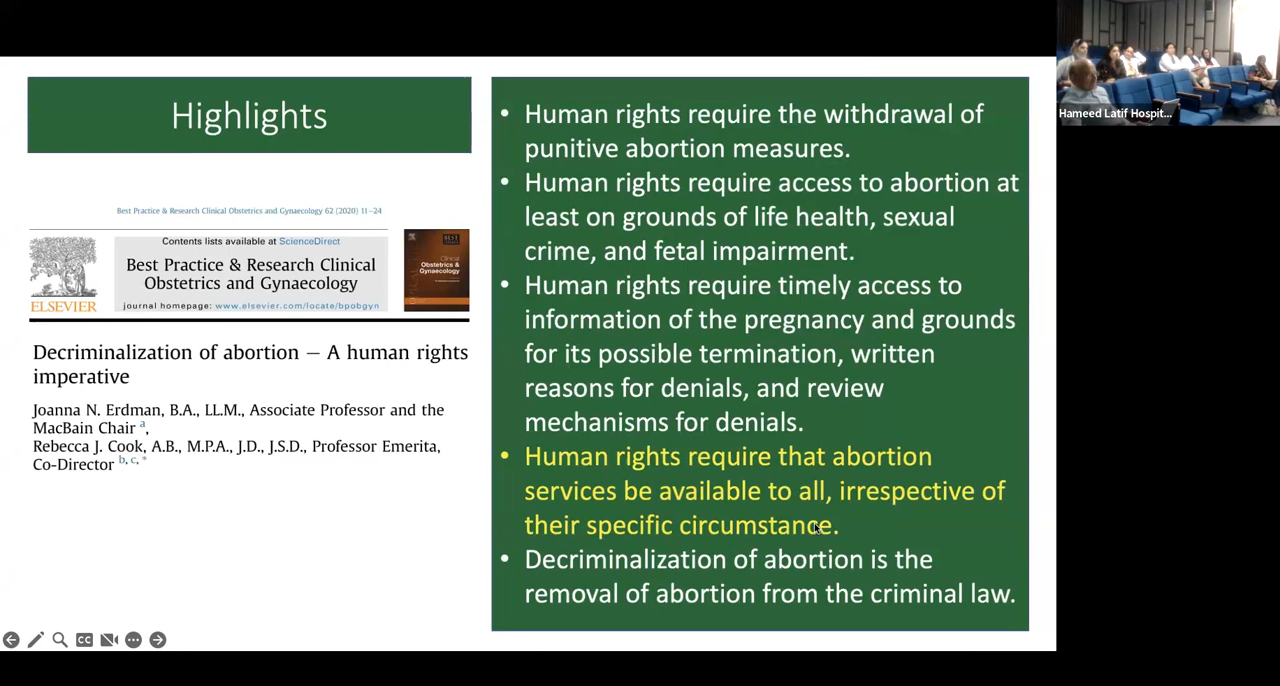 Highlights
Best Practice & Research Clinical Obstetrics and Gynaecology 62 (2020) 11–24
Contents lists available at ScienceDirect
Best Practice & Research Clinical
Obstetrics and Gynaecology
journal homepage: www.elsevier.com/locate/bpobgyn
ELSEVIER
Clinical
Obstetrics &
Gynaecology
Decriminalization of abortion – A human rights
imperative
Joanna N. Erdman, B.A., LL.M., Associate Professor and the
MacBain Chair a,
Rebecca J. Cook, A.B., M.P.A., J.D., J.S.D., Professor Emerita,
Co-Director b, c, *
• Human rights require the withdrawal of
punitive abortion measures.
• Human rights require access to abortion at
least on grounds of life health, sexual
crime, and fetal impairment.
• Human rights require timely access to
information of the pregnancy and grounds
for its possible termination, written
reasons for denials, and review
mechanisms for denials.
• Human rights require that abortion
services be available to all, irrespective of
their specific circumstance.
• Decriminalization of abortion is the
removal of abortion from the criminal law.
CC
Hameed Latif Hospit...